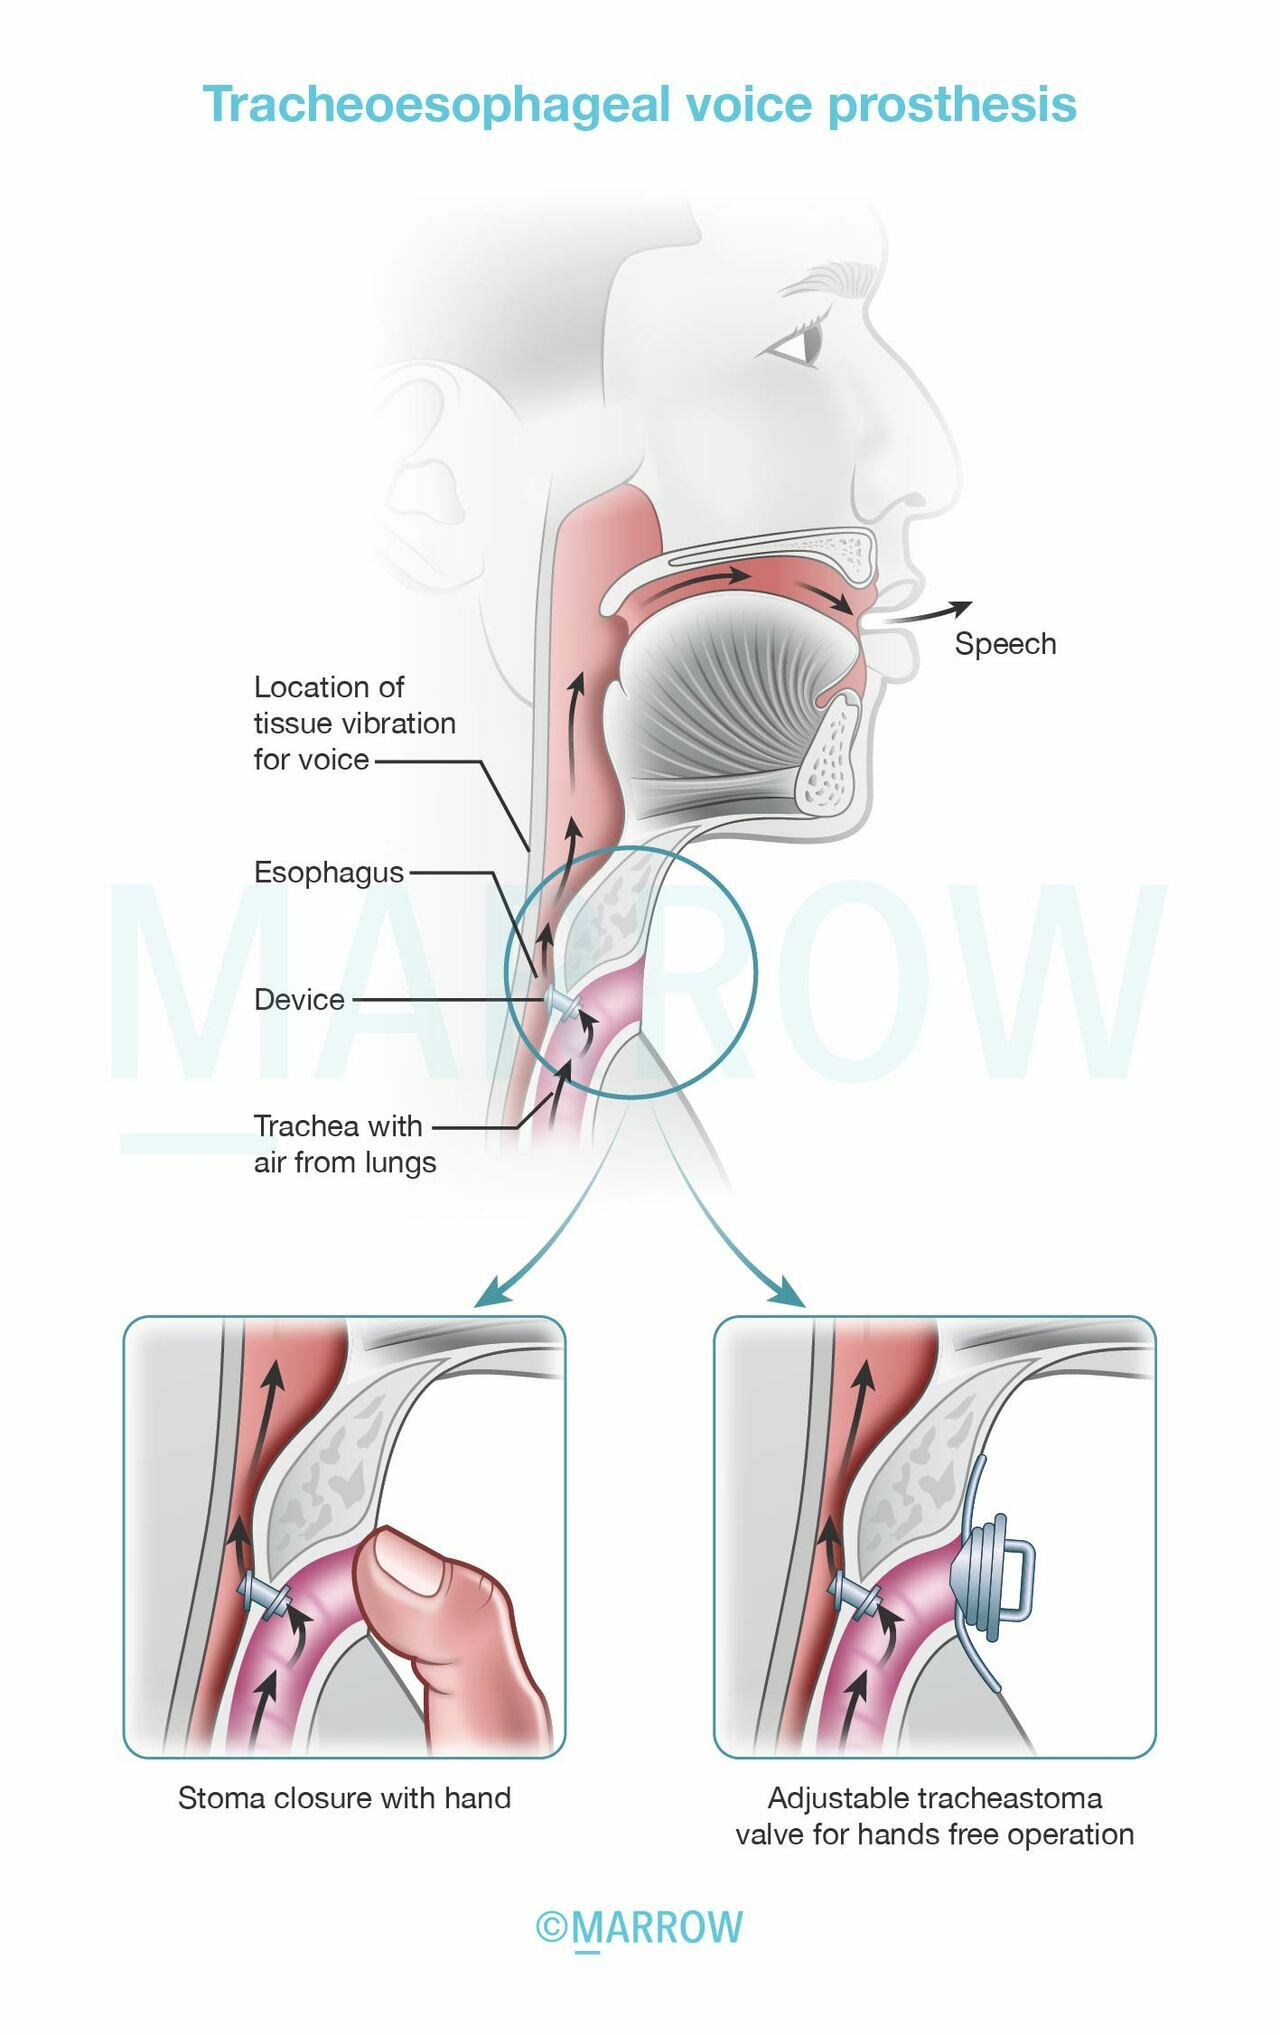 Tracheoesophageal voice prosthesis
Speech
Location of
tissue vibration
for voice
Esophagus
MARROW
Device
Trachea with
air from lungs
Stoma closure with hand
Adjustable tracheastoma
valve for hands free operation
©MARROW